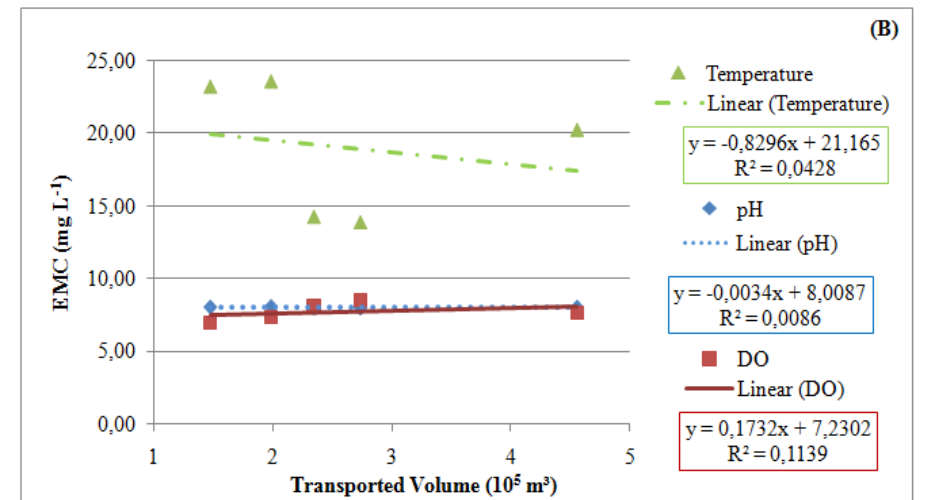 (B)
25,00
20,00
15,00
10,00
5,00
0,00
EMC (mg L⁻¹)
1 2 3 4 5
Transported Volume (10⁵ m³)
Temperature
Linear (Temperature)
y = -0,8296x + 21,165
R² = 0,0428
pH
Linear (pH)
y = -0,0034x + 8,0087
R² = 0,0086
DO
Linear (DO)
y = 0,1732x + 7,2302
R² = 0,1139